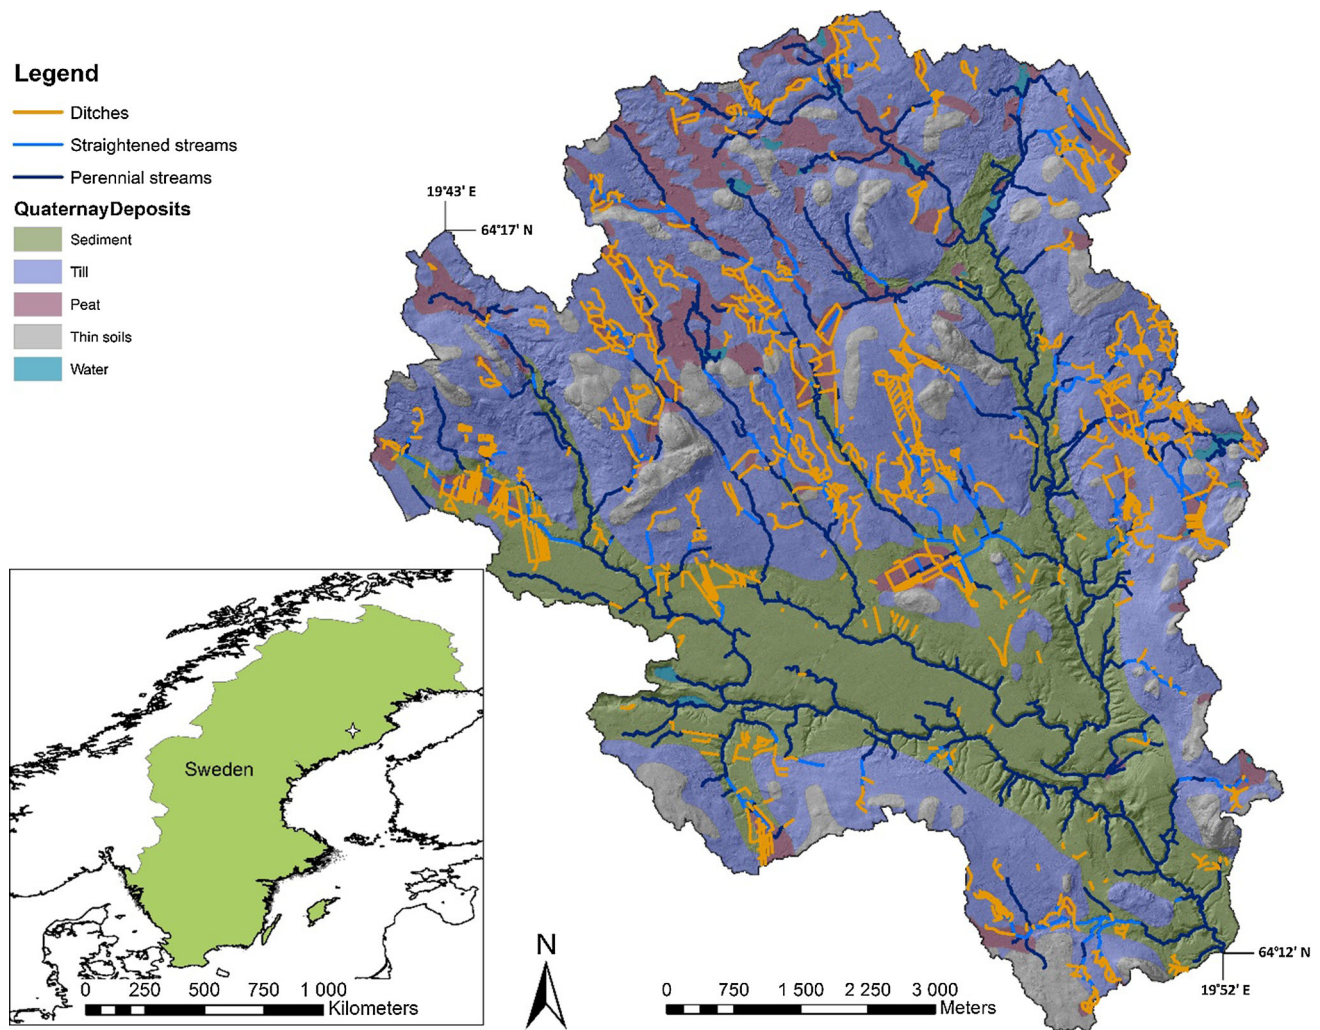 Legend
Ditches
Straightened streams
Perennial streams
QuaternayDeposits
Sediment
Till
Peat
Thin soils
Water
19°43' E
64°17' N
Sweden
0 250 500 750 1 000
Kilometers
N
0 750 1 500 2 250 3 000
Meters
64°12' N
19°52' E